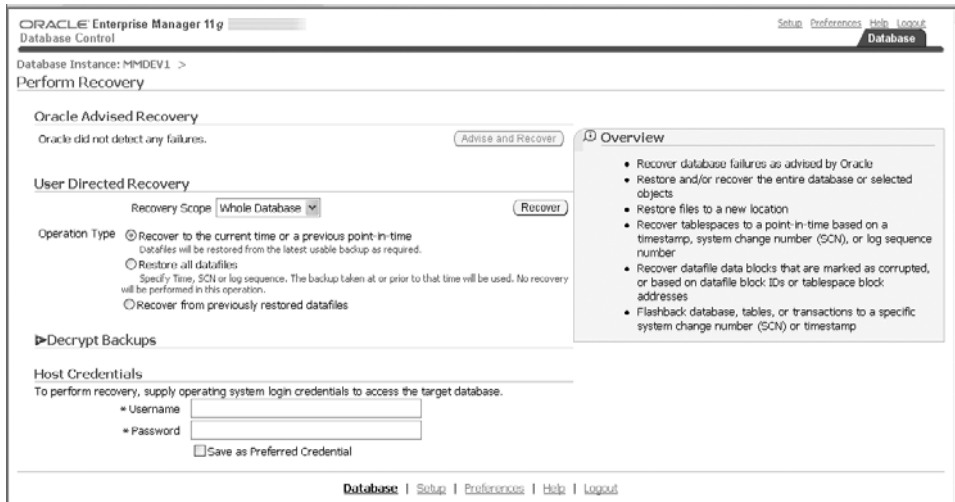 ORACLE Enterprise Manager 11g
Database Control
Setup Preferences Help Logout
Database
Database Instance: MMDEV1 >
Perform Recovery
Oracle Advised Recovery
Oracle did not detect any failures.
Advise and Recover
User Directed Recovery
Recovery Scope Whole Database
Recover
Operation Type Recover to the current time or a previous point-in-time
Datafiles will be restored from the latest usable backup as required.
Restore all datafiles
Specify Time, SCN or log sequence. The backup taken at or prior to that time will be used. No recovery
will be performed in this operation.
Recover from previously restored datafiles
Decrypt Backups
Host Credentials
To perform recovery, supply operating system login credentials to access the target database.
* Username
* Password
Save as Preferred Credential
Overview
• Recover database failures as advised by Oracle
• Restore and/or recover the entire database or selected
objects
• Restore files to a new location
• Recover tablespaces to a point-in-time based on a
timestamp, system change number (SCN), or log sequence
number
• Recover datafile data blocks that are marked as corrupted,
or based on datafile block IDs or tablespace block
addresses
• Flashback database, tables, or transactions to a specific
system change number (SCN) or timestamp
Database | Setup | Preferences | Help | Logout